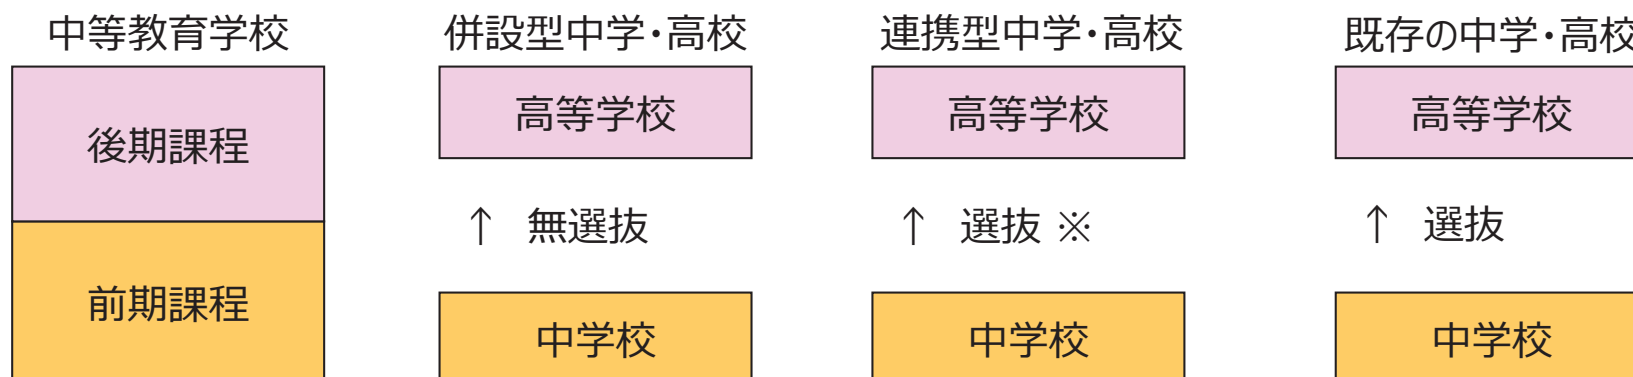 中等教育学校
後期課程
前期課程
併設型中学・高校
高等学校
↑ 無選抜
中学校
連携型中学・高校
高等学校
↑ 選抜 ※
中学校
既存の中学・高校
高等学校
↑ 選抜
中学校